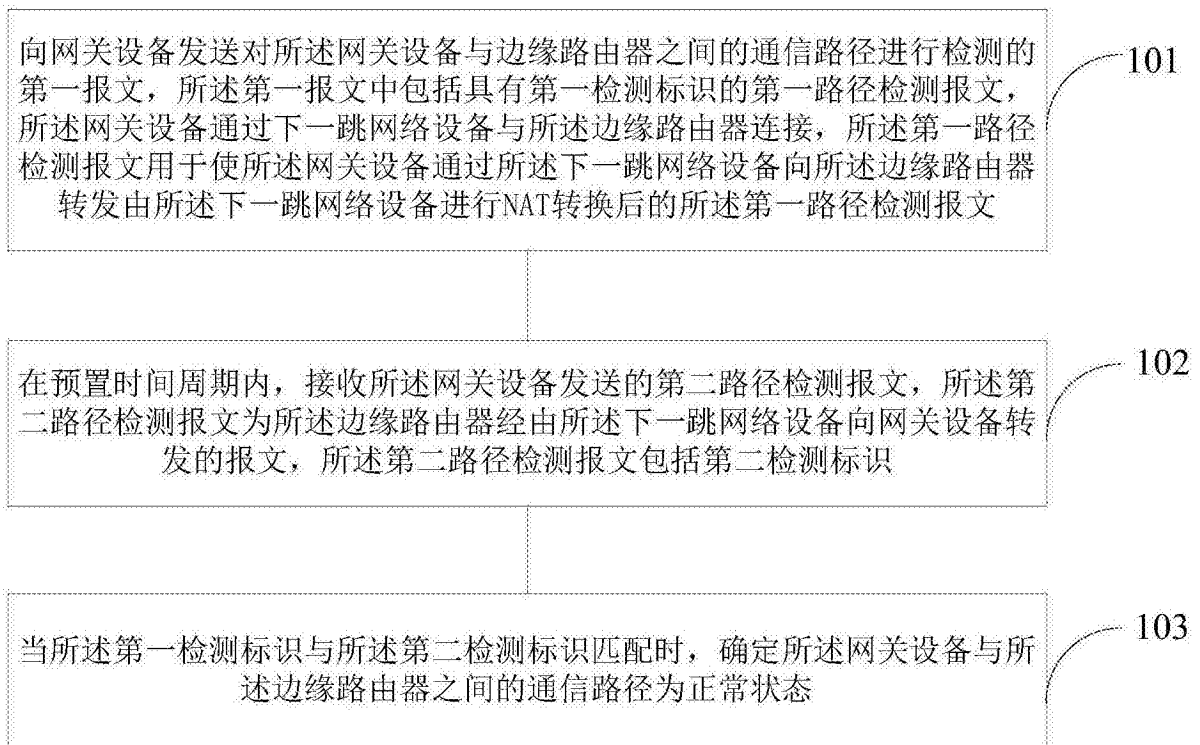 向网关设备发送对所述网关设备与边缘路由器之间的通信路径进行检测的
第一报文，所述第一报文中包括具有第一检测标识的第一路径检测报文，
所述网关设备通过下一跳网络设备与所述边缘路由器连接，所述第一路径
检测报文用于使所述网关设备通过所述下一跳网络设备向所述边缘路由器
转发由所述下一跳网络设备进行NAT转换后的所述第一路径检测报文
101
在预置时间周期内，接收所述网关设备发送的第二路径检测报文，所述第
二路径检测报文为所述边缘路由器经由所述下一跳网络设备向网关设备转
发的报文，所述第二路径检测报文包括第二检测标识
102
当所述第一检测标识与所述第二检测标识匹配时，确定所述网关设备与所
述边缘路由器之间的通信路径为正常状态
103